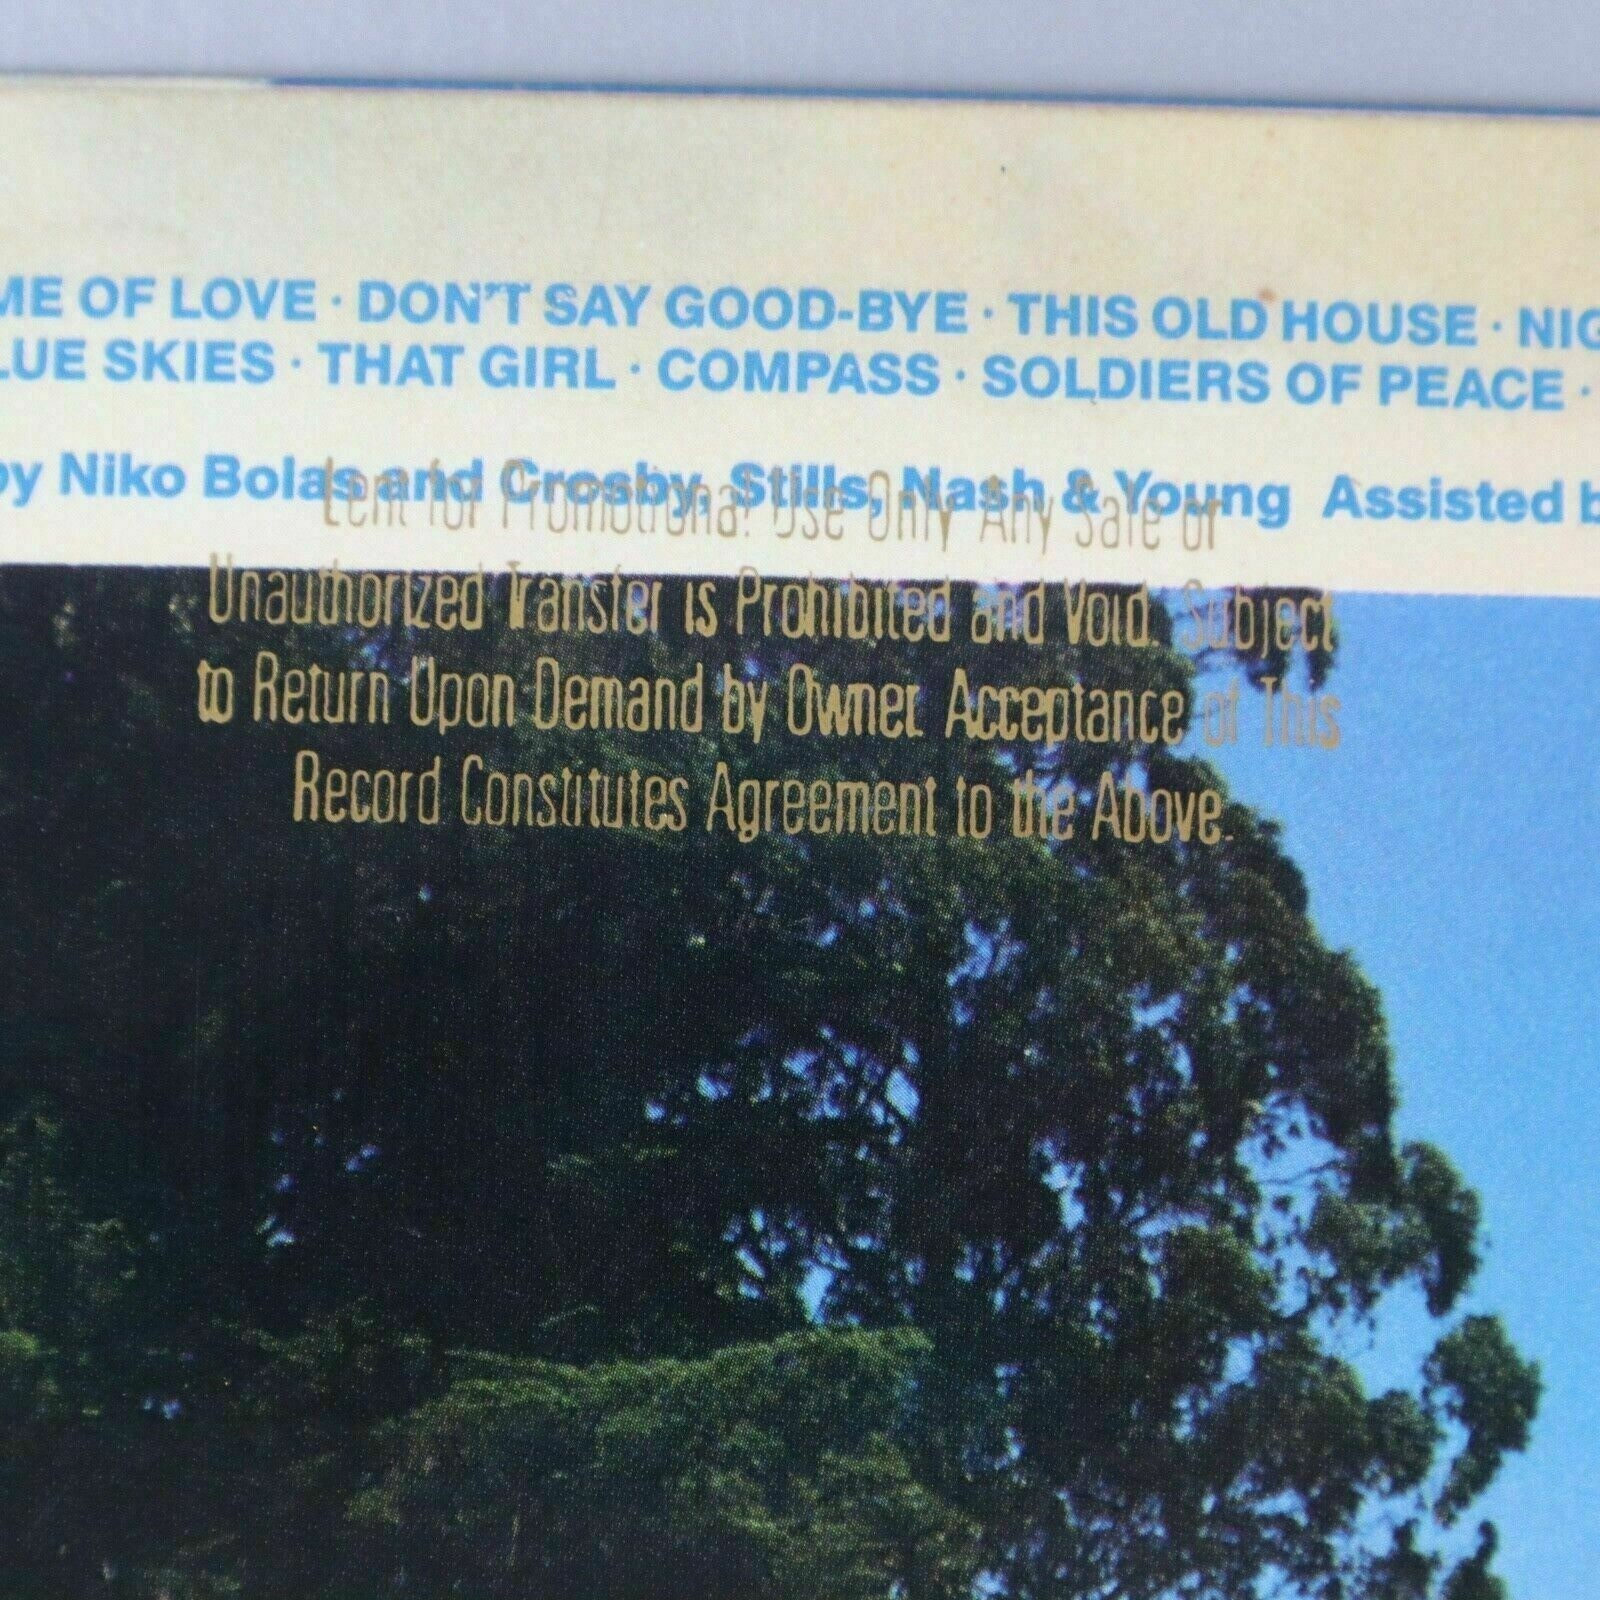 ME OF LOVE · DON'T SAY GOOD-BYE · THIS OLD HOUSE · NIG
LUE SKIES · THAT GIRL · COMPASS · SOLDIERS OF PEACE ·
by Niko Bolas and Crosby, Stills, Nash & Young Assisted b
Lent for Promotional Use Only Any Sale or
Unauthorized Transfer is Prohibited and Void. Subject
to Return Upon Demand by Owner. Acceptance of This
Record Constitutes Agreement to the Above.